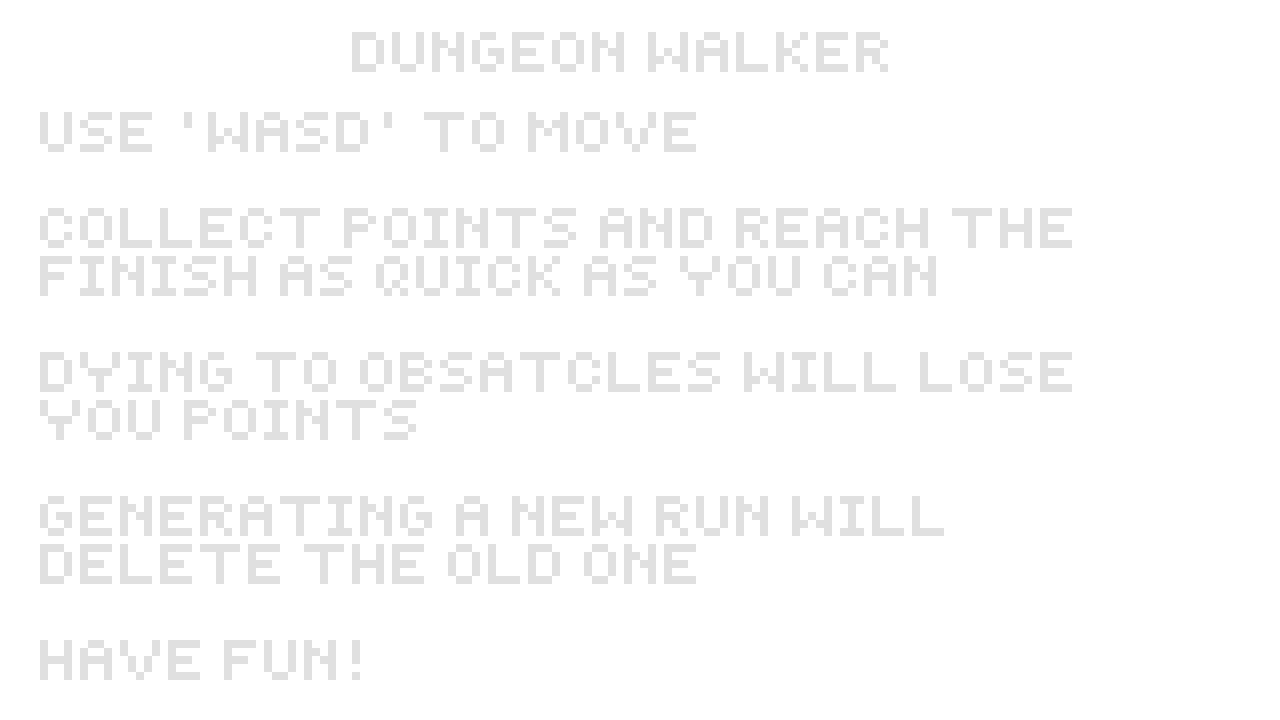 DUNGEON WALKER
USE 'WASD' TO MOVE
COLLECT POINTS AND REACH THE
FINISH AS QUICK AS YOU CAN
DYING TO OBSATCLES WILL LOSE
YOU POINTS
GENERATING A NEW RUN WILL
DELETE THE OLD ONE
HAVE FUN!